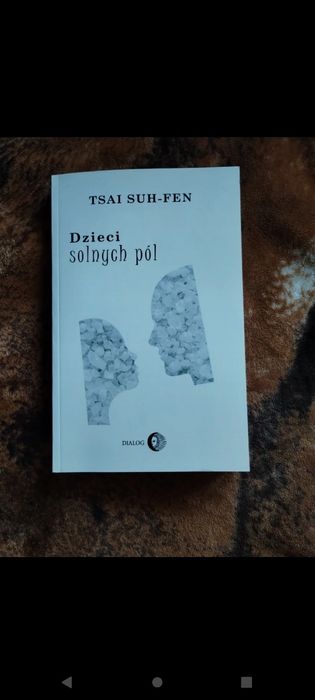 TSAI SUH-FEN
Dzieci
solnych pól
DIALOG